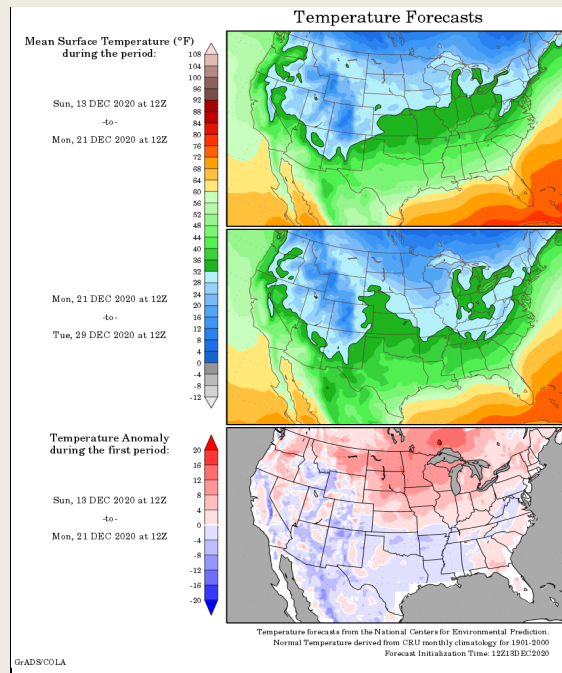 Temperature Forecasts
Mean Surface Temperature (°F)
during the period:
Sun, 13 DEC 2020 at 12Z
-to-
Mon, 21 DEC 2020 at 12Z
108
104
100
96
92
88
84
80
76
72
68
64
60
56
52
48
44
40
36
32
28
24
20
16
12
8
4
0
-4
-8
-12
Mon, 21 DEC 2020 at 12Z
-to-
Tue, 29 DEC 2020 at 12Z
Temperature Anomaly
during the first period:
Sun, 13 DEC 2020 at 12Z
-to-
Mon, 21 DEC 2020 at 12Z
20
16
12
8
4
0
-4
-8
-12
-16
-20
Temperature forecasts from the National Centers for Environmental Prediction.
Normal Temperature derived from CRU monthly climatology for 1901-2000
Forecast Initialization Time: 12Z13DEC2020
GrADS/COLA